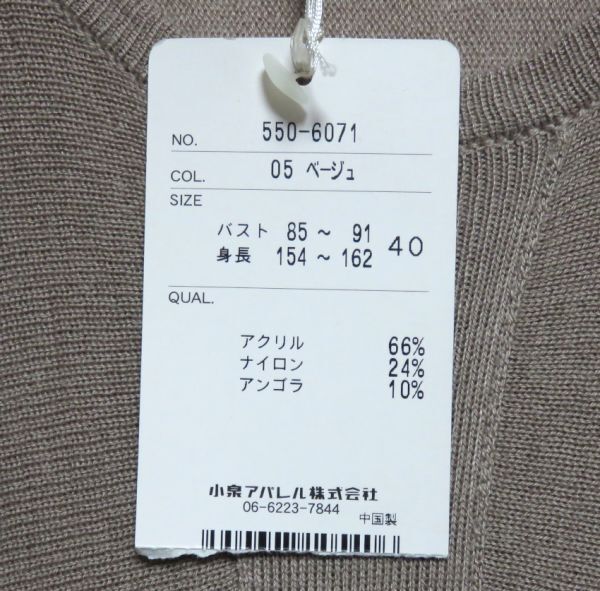 NO. 550-6071
COL. 05 ベージュ
SIZE
バスト 85 ~ 91 40
身長 154 ~ 162
QUAL.
アクリル 66%
ナイロン 24%
アンゴラ 10%
小泉アパレル株式会社
06-6223-7844
中国製